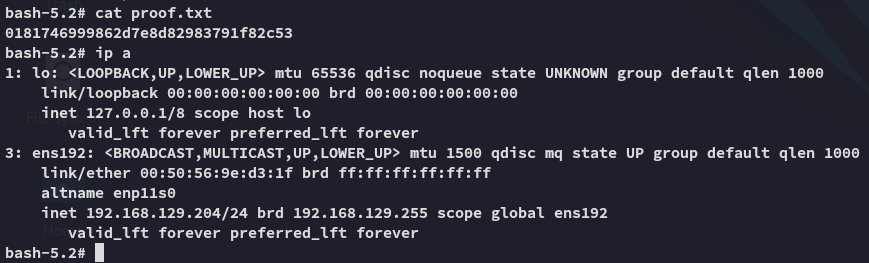 bash-5.2# cat proof.txt
0181746999862d7e8d82983791f82c53
bash-5.2# ip a
1: lo: <LOOPBACK,UP,LOWER_UP> mtu 65536 qdisc noqueue state UNKNOWN group default qlen 1000
    link/loopback 00:00:00:00:00:00 brd 00:00:00:00:00:00
    inet 127.0.0.1/8 scope host lo
       valid_lft forever preferred_lft forever
3: ens192: <BROADCAST,MULTICAST,UP,LOWER_UP> mtu 1500 qdisc mq state UP group default qlen 1000
    link/ether 00:50:56:9e:d3:1f brd ff:ff:ff:ff:ff:ff
    altname enp11s0
    inet 192.168.129.204/24 brd 192.168.129.255 scope global ens192
       valid_lft forever preferred_lft forever
bash-5.2#